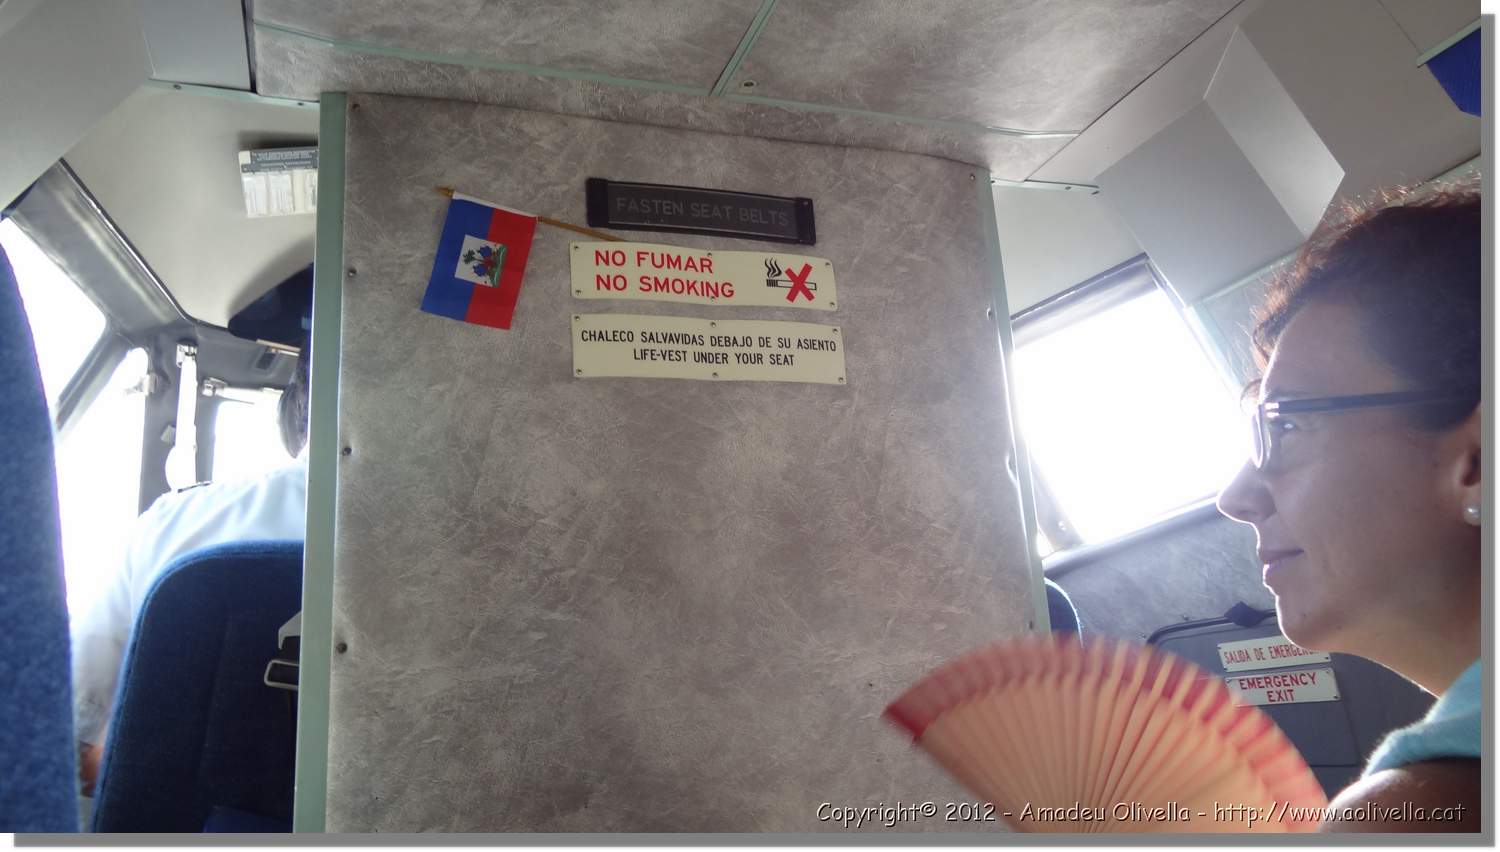 FASTEN SEAT BELTS
NO FUMAR
NO SMOKING
CHALECO SALVAVIDAS DEBAJO DE SU ASIENTO
LIFE-VEST UNDER YOUR SEAT
SALIDA DE
EMERGENCY
EXIT
Copyright© 2012 - Amadeu Olivella - http://www.aolivella.cat